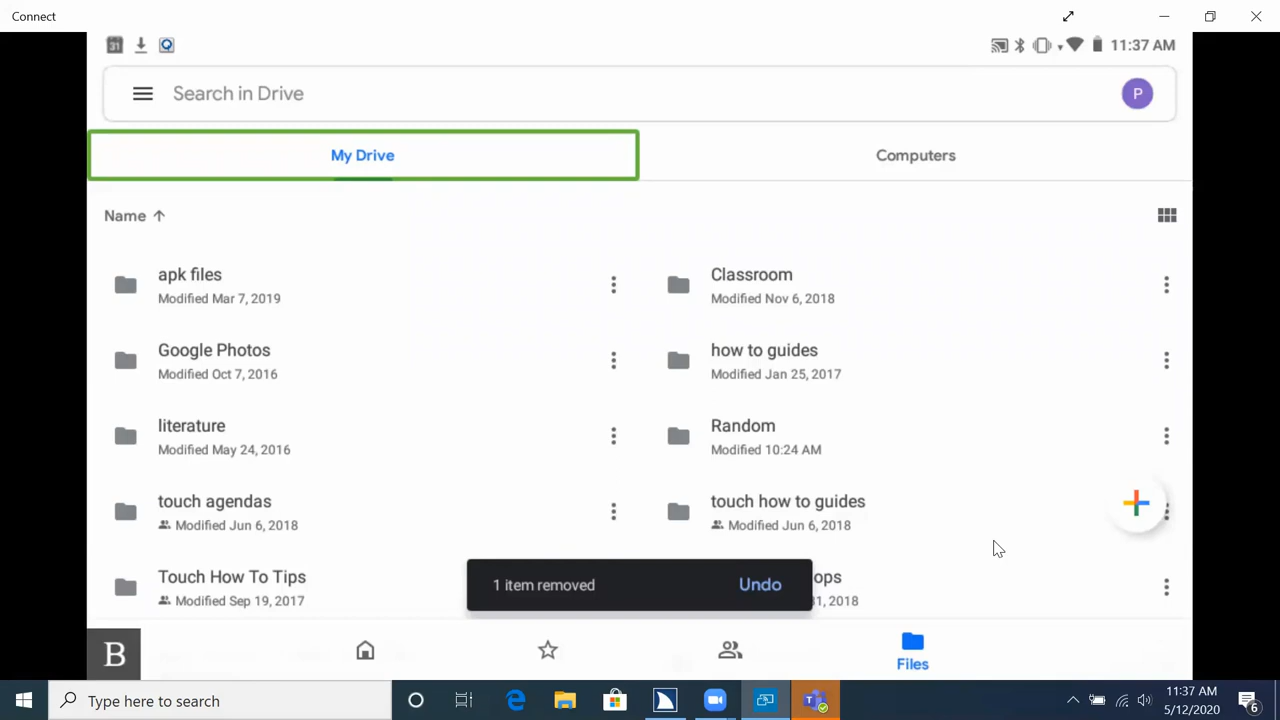 Connect
31
11:37 AM
Search in Drive
P
My Drive
Computers
Name
apk files
Modified Mar 7, 2019
Classroom
Modified Nov 6, 2018
Google Photos
Modified Oct 7, 2016
how to guides
Modified Jan 25, 2017
literature
Modified May 24, 2016
Random
Modified 10:24 AM
touch agendas
Modified Jun 6, 2018
touch how to guides
Modified Jun 6, 2018
Touch How To Tips
Modified Sep 19, 2017
ops
1, 2018
1 item removed
Undo
B
Files
Type here to search
11:37 AM
5/12/2020
6